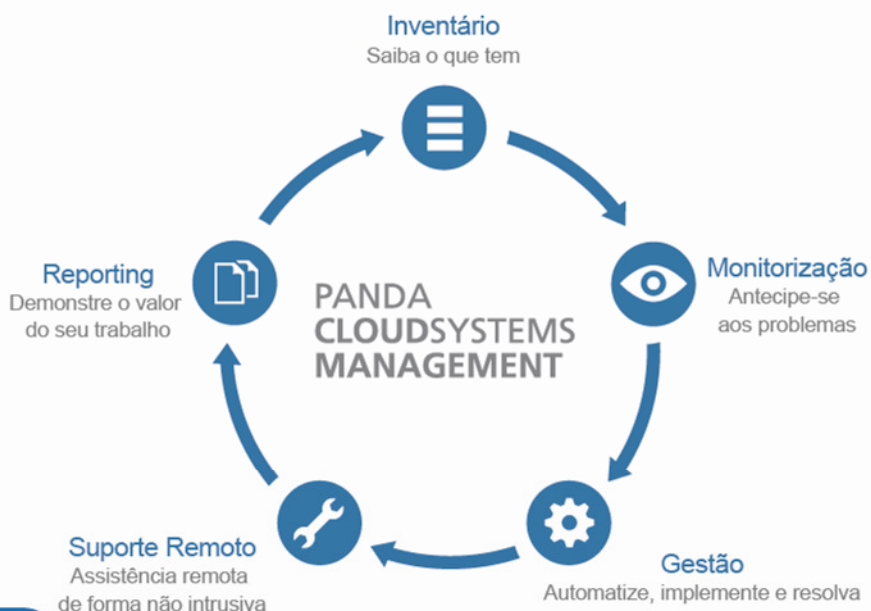 Inventário
Saiba o que tem
Monitorização
Antecipe-se
aos problemas
Gestão
Automatize, implemente e resolva
Suporte Remoto
Assistência remota
de forma não intrusiva
Reporting
Demonstre o valor
do seu trabalho
PANDA
CLOUDSYSTEMS
MANAGEMENT